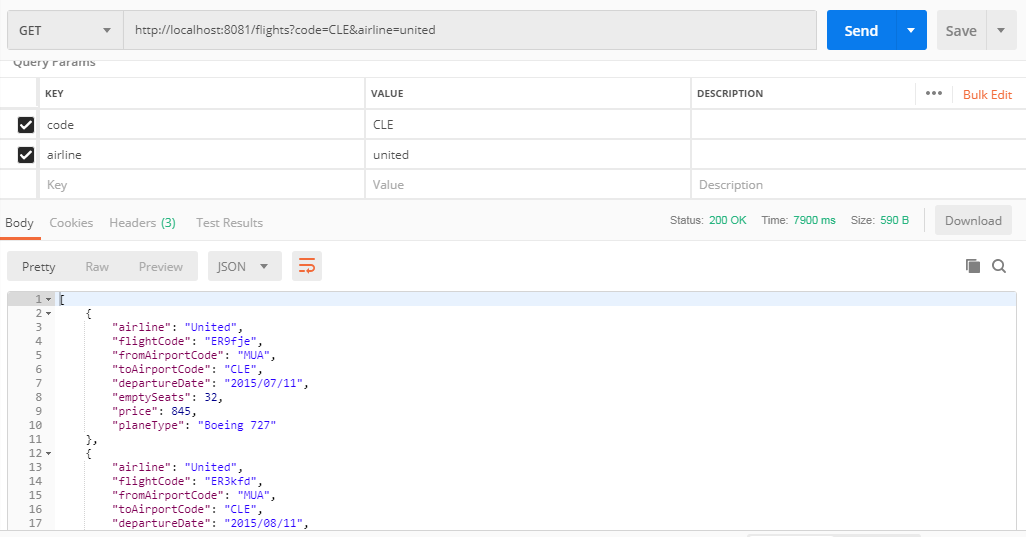 GET http://localhost:8081/flights?code=CLE&airline=united Send Save
Query Params
KEY VALUE DESCRIPTION ••• Bulk Edit
code CLE
airline united
Key Value Description
Body Cookies Headers (3) Test Results Status: 200 OK Time: 7900 ms Size: 590 B Download
Pretty Raw Preview JSON
1 [
2 {
3 "airline": "United",
4 "flightCode": "ER9fje",
5 "fromAirportCode": "MUA",
6 "toAirportCode": "CLE",
7 "departureDate": "2015/07/11",
8 "emptySeats": 32,
9 "price": 845,
10 "planeType": "Boeing 727"
11 },
12 {
13 "airline": "United",
14 "flightCode": "ER3kfd",
15 "fromAirportCode": "MUA",
16 "toAirportCode": "CLE",
17 "departureDate": "2015/08/11",